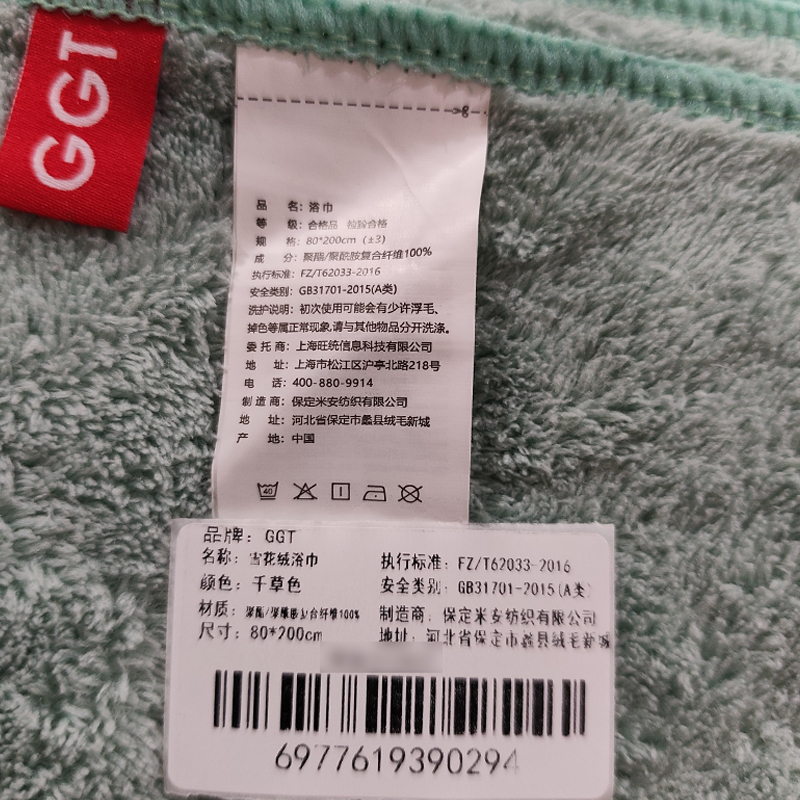 GGT
品 名：浴巾
等 级：合格品 检验合格
规 格：80*200cm（±3）
成 分：聚酯/聚酰胺复合纤维100%
执行标准：FZ/T62033-2016
安全类别：GB31701-2015(A类)
洗护说明：初次使用可能会有少许浮毛、
掉色等属正常现象,请与其他物品分开洗涤。
委 托 商：上海旺统信息科技有限公司
地 址：上海市松江区沪亭北路218号
电 话：400-880-9914
制 造 商：保定米安纺织有限公司
地 址：河北省保定市蠡县绒毛新城
产 地：中国
40
品牌：GGT
名称：雪花绒浴巾
颜色：千草色
材质：聚酯/聚酰胺复合纤维100%
尺寸：80*200cm
执行标准：FZ/T62033-2016
安全类别：GB31701-2015(A类)
制造商：保定米安纺织有限公司
地址：河北省保定市蠡县绒毛新城
6977619390294